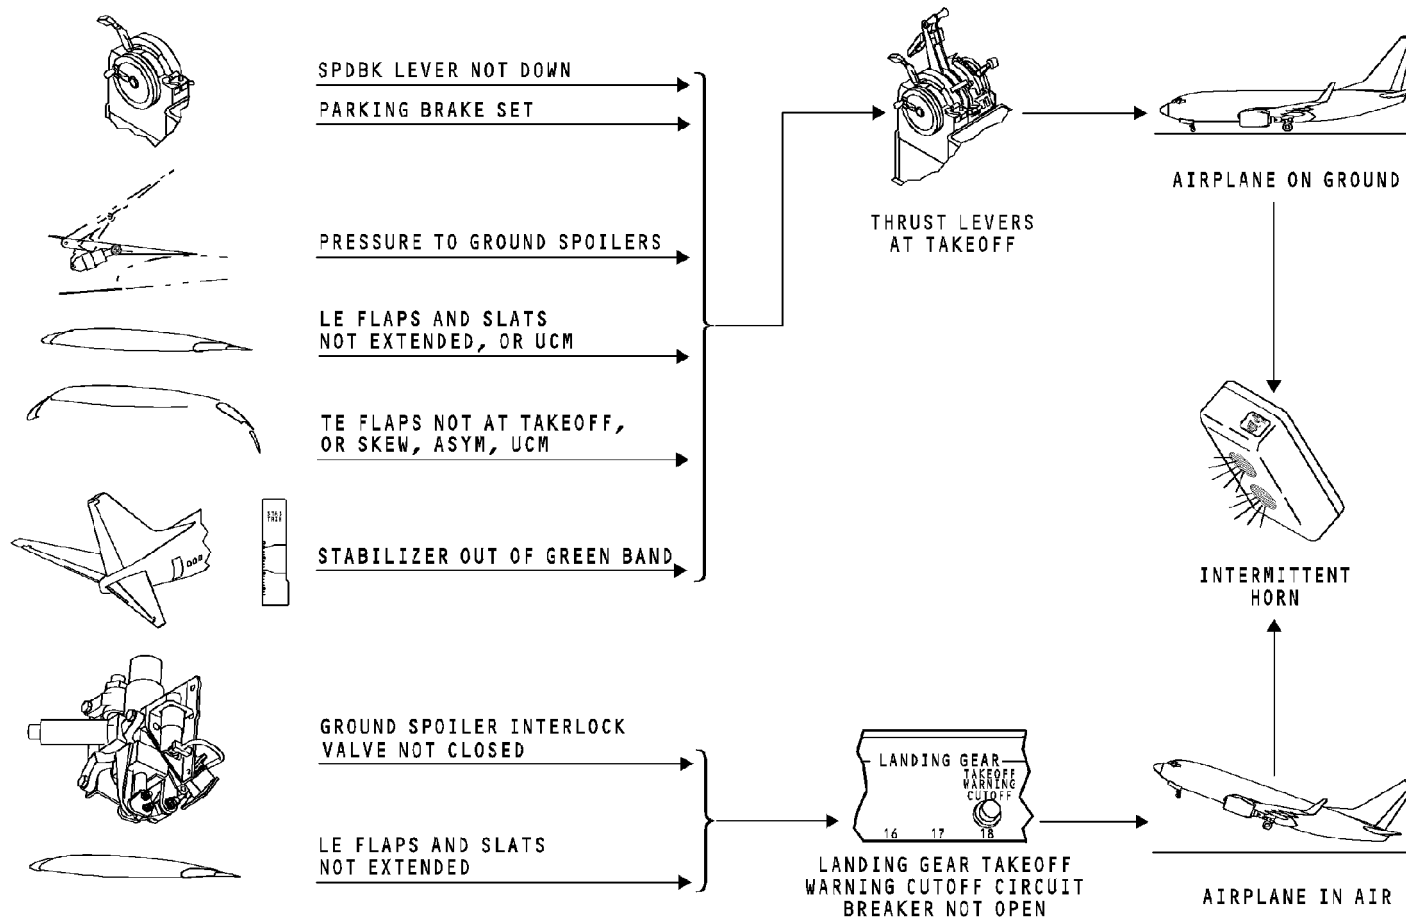 SPDBK LEVER NOT DOWN
PARKING BRAKE SET
PRESSURE TO GROUND SPOILERS
LE FLAPS AND SLATS
NOT EXTENDED, OR UCM
TE FLAPS NOT AT TAKEOFF,
OR SKEW, ASYM, UCM
STAB
TRIM
STABILIZER OUT OF GREEN BAND
THRUST LEVERS
AT TAKEOFF
AIRPLANE ON GROUND
INTERMITTENT
HORN
GROUND SPOILER INTERLOCK
VALVE NOT CLOSED
LE FLAPS AND SLATS
NOT EXTENDED
LANDING GEAR
TAKEOFF
WARNING
CUTOFF
16 17 18
LANDING GEAR TAKEOFF
WARNING CUTOFF CIRCUIT
BREAKER NOT OPEN
AIRPLANE IN AIR